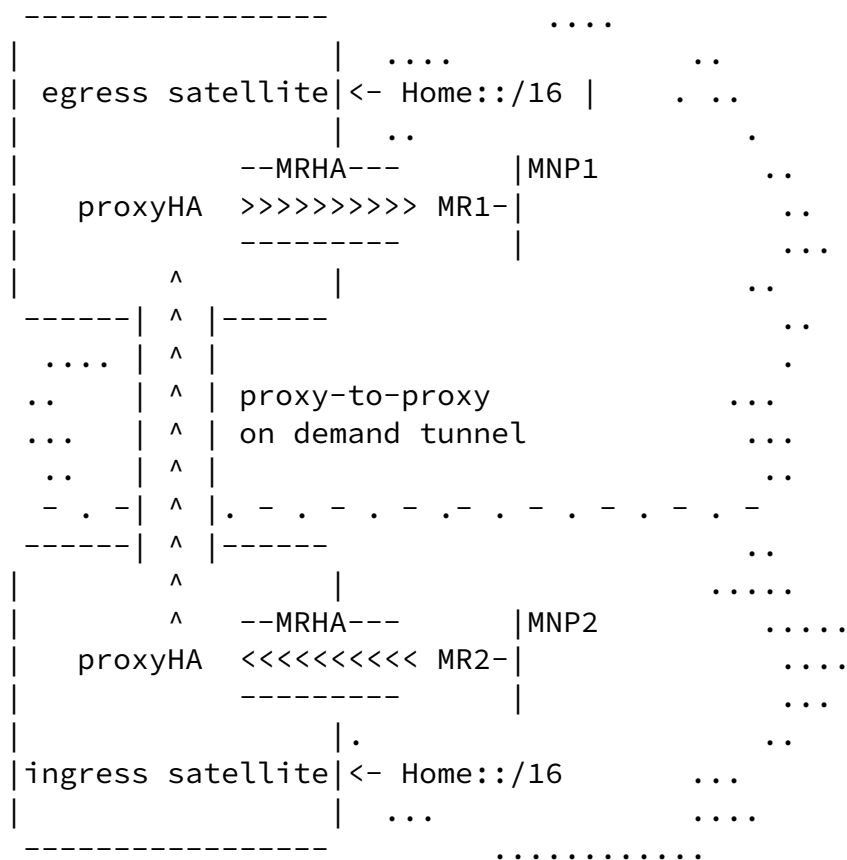 -----------------            ....
|                 |  ....             ..
| egress satellite|<- Home::/16 |    . ..
|                 |  ..                 .
|            --MRHA---      |MNP1        ..
|   proxyHA  >>>>>>>>>> MR1-|             ..
|            ---------      |             ...
|        ^        |                     ..
------| ^ |------                         ..
.... | ^ |                              .
..     | ^ | proxy-to-proxy            ...
...    | ^ | on demand tunnel           ...
..   | ^ |                             ..
- . -| ^ |. - . - . - .- . - . - . - . -
------| ^ |------                       ..
|        ^        |                   .....
|        ^   --MRHA---      |MNP2        .....
|   proxyHA  <<<<<<<<<< MR2-|             ....
|            ---------      |             ...
|                 |.                     ..
|ingress satellite|<- Home::/16      ...
|                 |  ...             ....
-----------------         ............